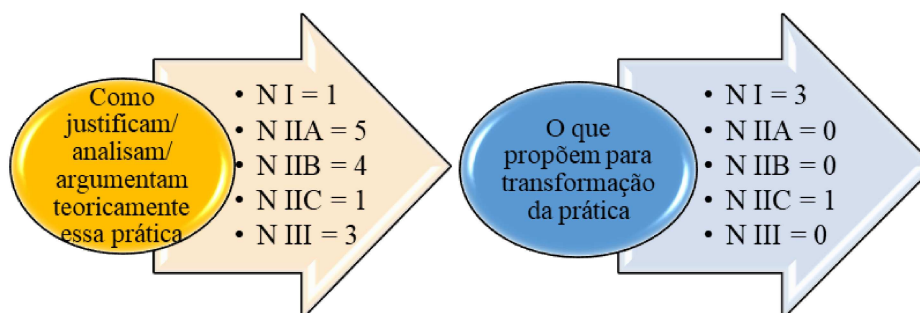 Como
justificam/
analisam/
argumentam
teoricamente
essa prática
• N I = 1
• N IIA = 5
• N IIB = 4
• N IIC = 1
• N III = 3
O que
propõem para
transformação
da prática
• N I = 3
• N IIA = 0
• N IIB = 0
• N IIC = 1
• N III = 0